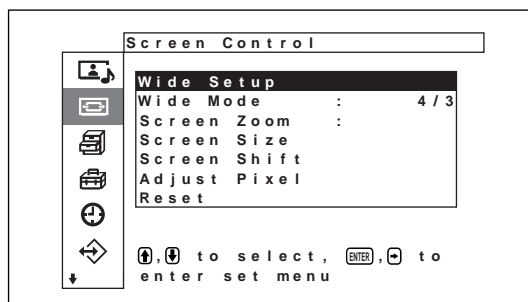 Screen Control
Wide Setup
Wide Mode : 4/3
Screen Zoom :
Screen Size
Screen Shift
Adjust Pixel
Reset
↑,↓ to select, ENTER,→ to
enter set menu